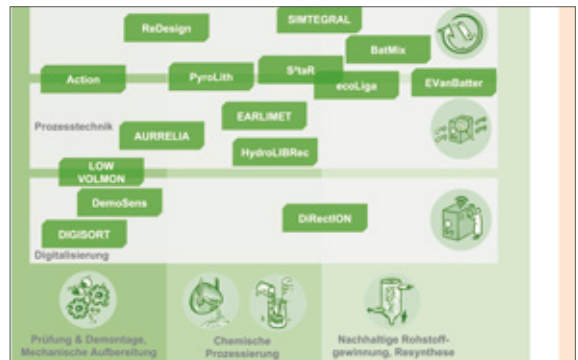 SIMTEGRAL
ReDesign
BatMix
S²taR
PyroLith
Action
ecoLiga
EVanBatter
EARLIMET
Prozesstechnik
AURRELIA
HydroLIBRec
LOW
VOLMON
DemoSens
DiRectION
DIGISORT
Digitalisierung
Prüfung & Demontage,
Mechanische Aufbereitung
Chemische
Prozessierung
Nachhaltige Rohstoff-
gewinnung, Resynthese